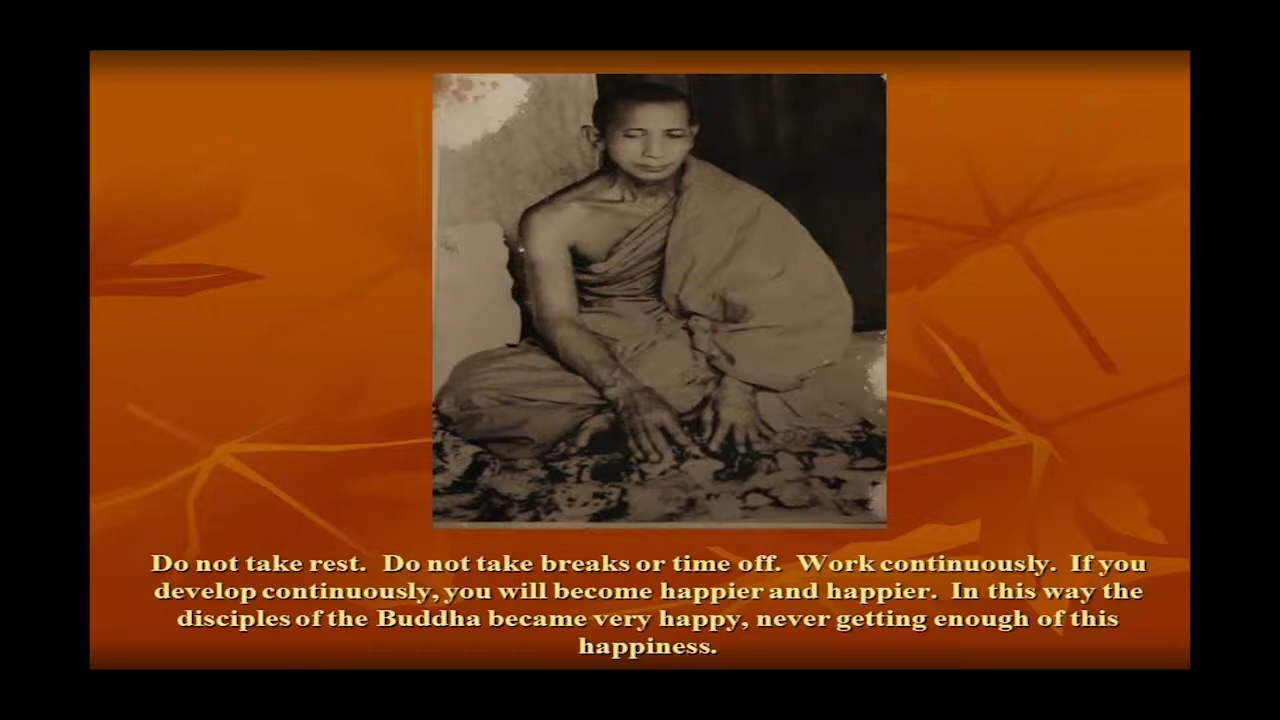 Do not take rest.  Do not take breaks or time off.  Work continuously.  If you
develop continuously, you will become happier and happier.  In this way the
disciples of the Buddha became very happy, never getting enough of this
happiness.